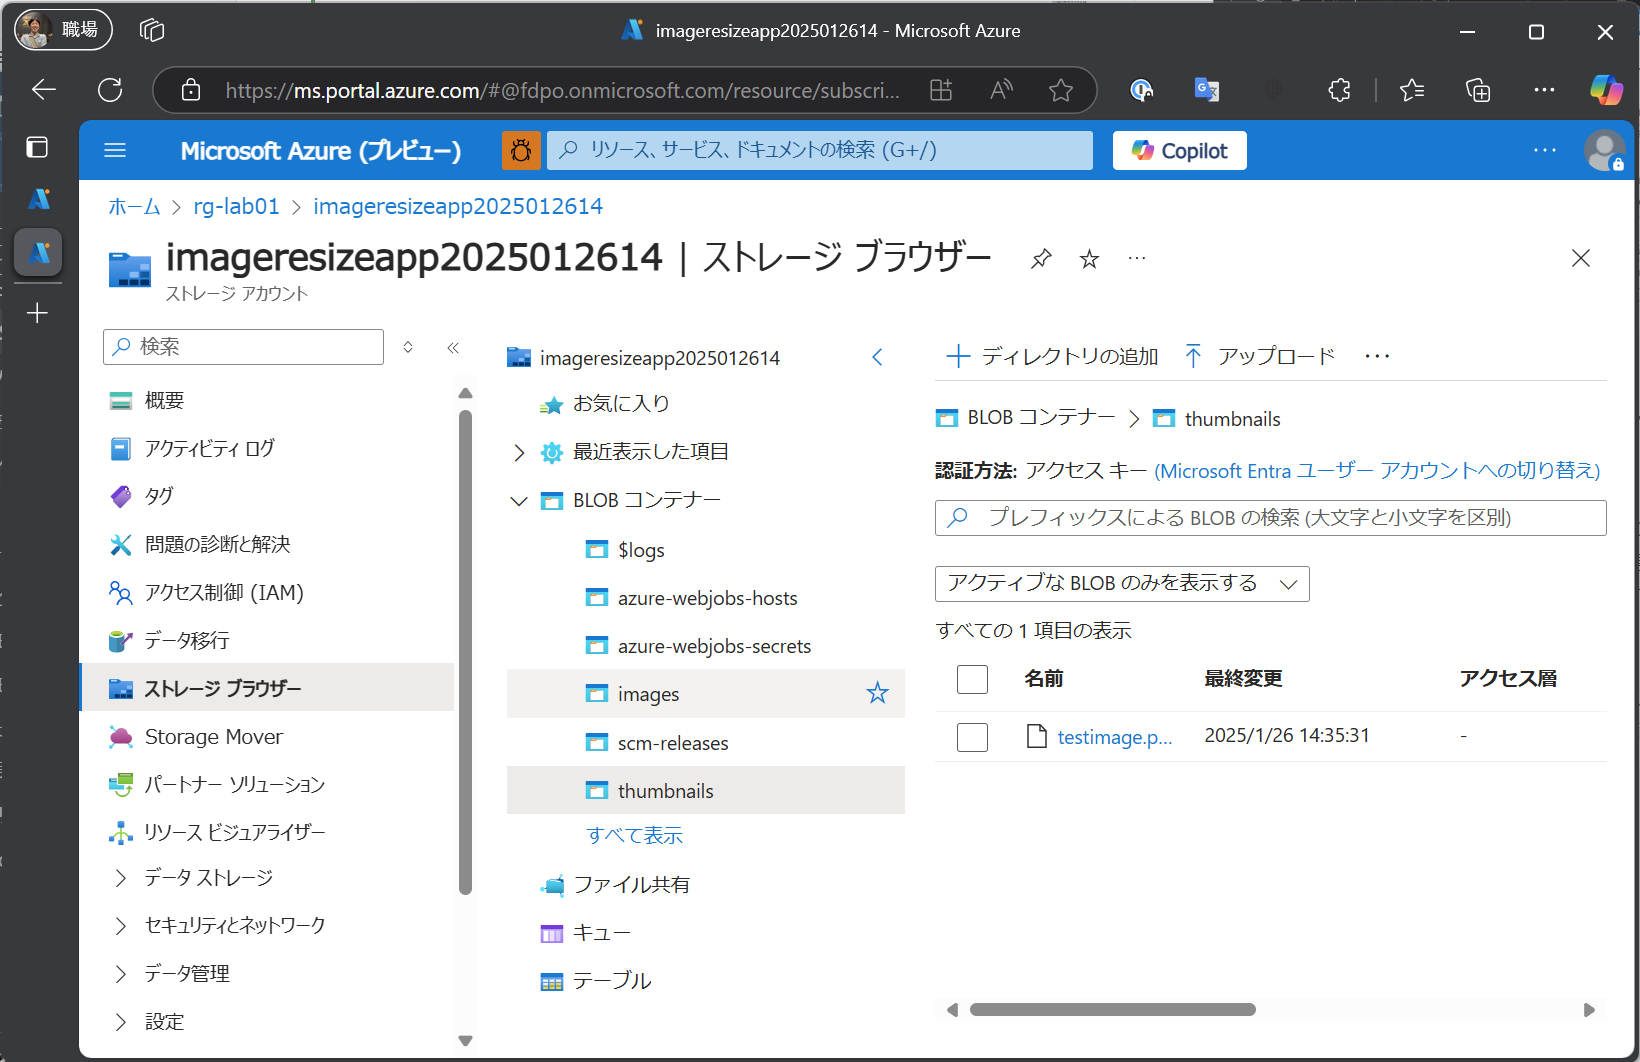 職場
imageresizeapp2025012614 - Microsoft Azure
https://ms.portal.azure.com/#@fdpo.onmicrosoft.com/resource/subscri...
Microsoft Azure (プレビュー)
リソース、サービス、ドキュメントの検索 (G+/)
Copilot
ホーム > rg-lab01 > imageresizeapp2025012614
imageresizeapp2025012614 | ストレージ ブラウザー
ストレージ アカウント
検索
概要
アクティビティ ログ
タグ
問題の診断と解決
アクセス制御 (IAM)
データ移行
ストレージ ブラウザー
Storage Mover
パートナー ソリューション
リソース ビジュアライザー
データ ストレージ
セキュリティとネットワーク
データ管理
設定
imageresizeapp2025012614
お気に入り
最近表示した項目
BLOB コンテナー
$logs
azure-webjobs-hosts
azure-webjobs-secrets
images
scm-releases
thumbnails
すべて表示
ファイル共有
キュー
テーブル
ディレクトリの追加
アップロード
BLOB コンテナー > thumbnails
認証方法: アクセス キー (Microsoft Entra ユーザー アカウントへの切り替え)
プレフィックスによる BLOB の検索 (大文字と小文字を区別)
アクティブな BLOB のみを表示する
すべての 1 項目の表示
名前 最終変更 アクセス層
testimage.p... 2025/1/26 14:35:31 -